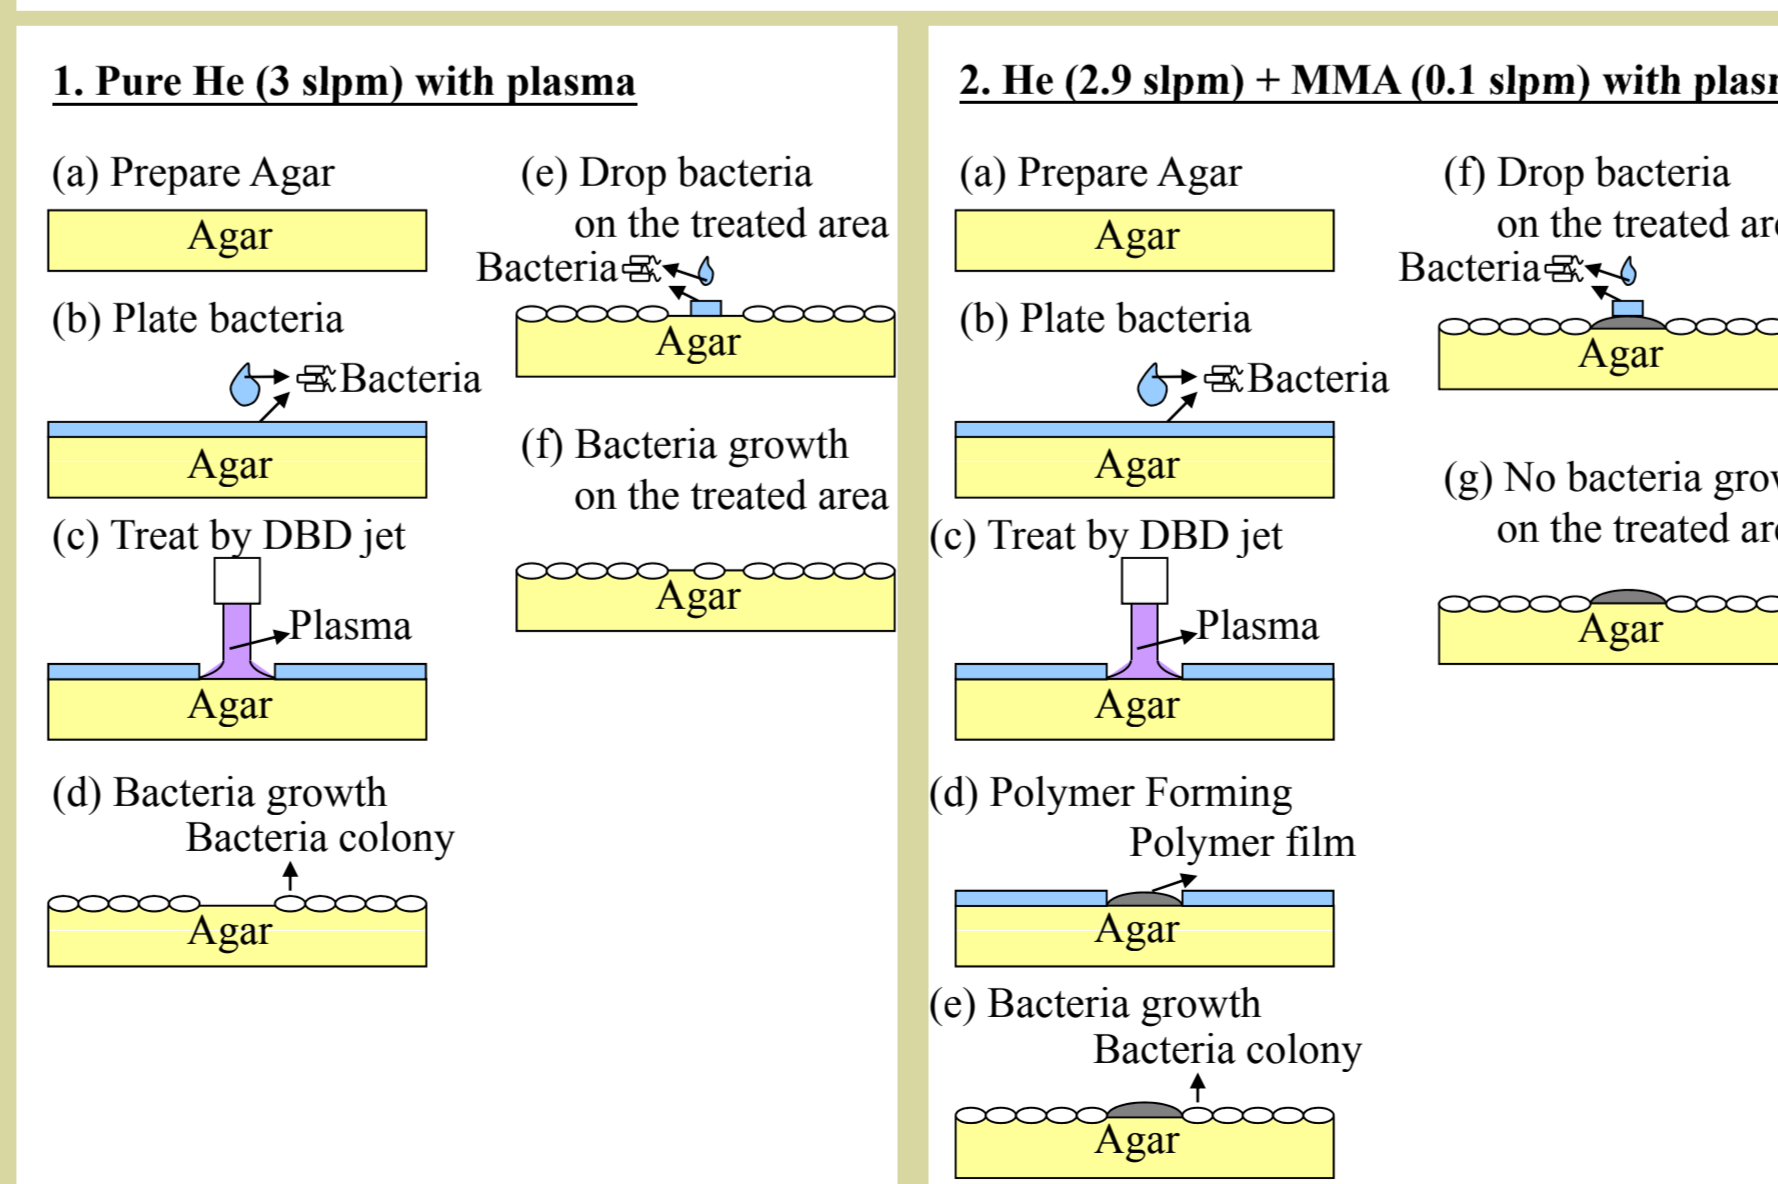 1. Pure He (3 slpm) with plasma
(a) Prepare Agar
Agar
(b) Plate bacteria
Bacteria
Agar
(c) Treat by DBD jet
Plasma
Agar
(d) Bacteria growth
Bacteria colony
Agar
(e) Drop bacteria
on the treated area
Bacteria
Agar
(f) Bacteria growth
on the treated area
Agar
2. He (2.9 slpm) + MMA (0.1 slpm) with
(a) Prepare Agar
Agar
(b) Plate bacteria
Bacteria
Agar
(c) Treat by DBD jet
Plasma
Agar
(d) Polymer Forming
Polymer film
Agar
(e) Bacteria growth
Bacteria colony
Agar
(f) Drop bacteria
on the treated
Bacteria
Agar
(g) No bacteria
on the treated
Agar